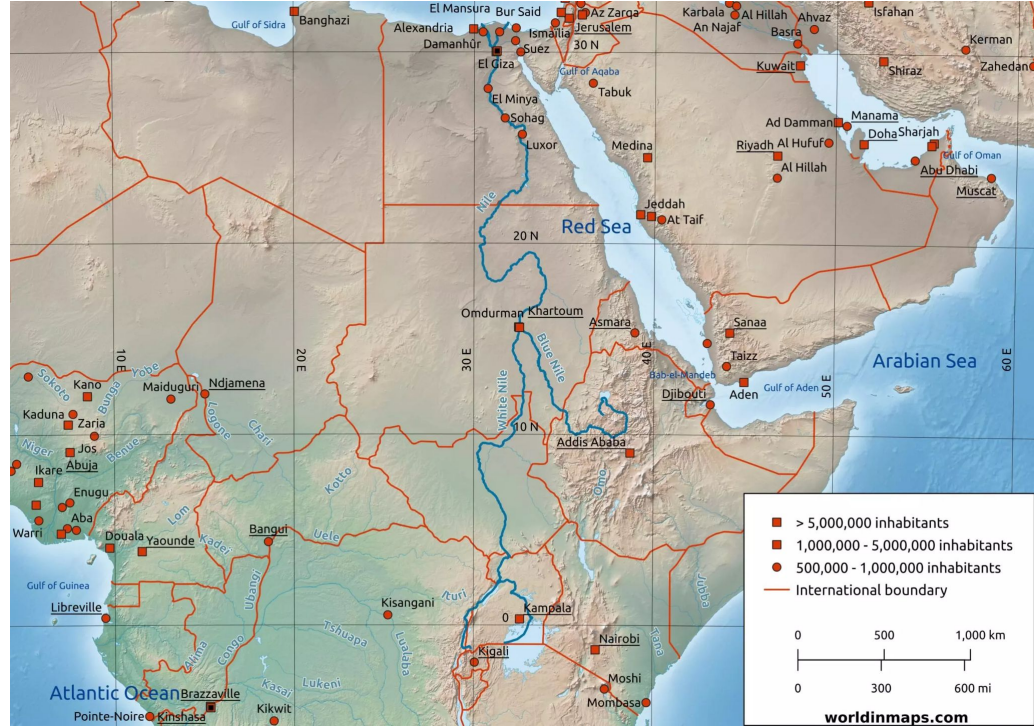 El Mansura
Bur Said
Banghazi
Gulf of Sidra
Alexandria
Damanhûr
Ismaïlia
Az Zarqa
Jerusalem
30 N
Suez
El Giza
Karbala
Al Hillah
An Najaf
Ahvaz
Basra
Isfahan
Kerman
Zahedan
Kuwait
Shiraz
Gulf of Aqaba
Tabuk
El Minya
Sohag
Luxor
Ad Damman
Manama
Medina
Riyadh
Al Hufuf
Doha
Sharjah
Gulf of Oman
Al Hillah
Abu Dhabi
Muscat
Nile
Jeddah
At Taif
Red Sea
20 N
Omdurman
Khartoum
Asmara
Sanaa
Blue Nile
Taizz
Bab-el-Mandeb
Gulf of Aden
Aden
Djibouti
Arabian Sea
10 E
20 E
30 E
40 E
50 E
60 E
Sokoto
Kano
Bunga
Yobe
Maiduguri
Ndjamena
White Nile
Kaduna
Zaria
Logone
Chari
10 N
Niger
Jos
Benue
Abuja
Ikare
Addis Ababa
Omo
Kotto
Enugu
Lom
Warri
Aba
Douala
Yaounde
Kadei
Bangui
Uele
Gulf of Guinea
Ubangi
Ituri
Kisangani
Kampala
0
Jubba
Libreville
Tshuapa
Lualaba
Nairobi
Tana
Alima
Congo
Kigali
Lukeni
Kasai
Moshi
Mombasa
Atlantic Ocean
Brazzaville
Pointe-Noire
Kinshasa
Kikwit
> 5,000,000 inhabitants
1,000,000 - 5,000,000 inhabitants
500,000 - 1,000,000 inhabitants
International boundary
0 500 1,000 km
0 300 600 mi
worldinmaps.com